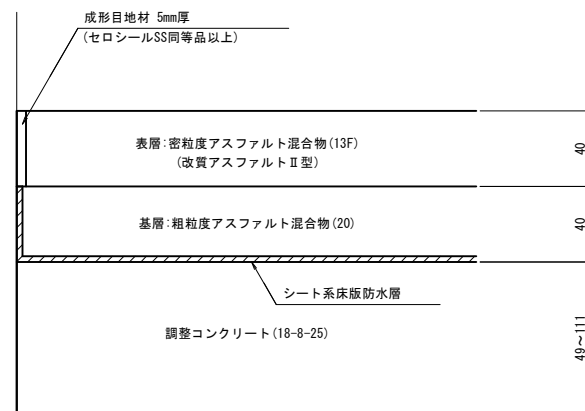 成形目地材 5mm厚
(セロシールSS同等品以上)
表層:密粒度アスファルト混合物(13F)
(改質アスファルトⅡ型)
40
基層:粗粒度アスファルト混合物(20)
40
シート系床版防水層
調整コンクリート(18-8-25)
49~111